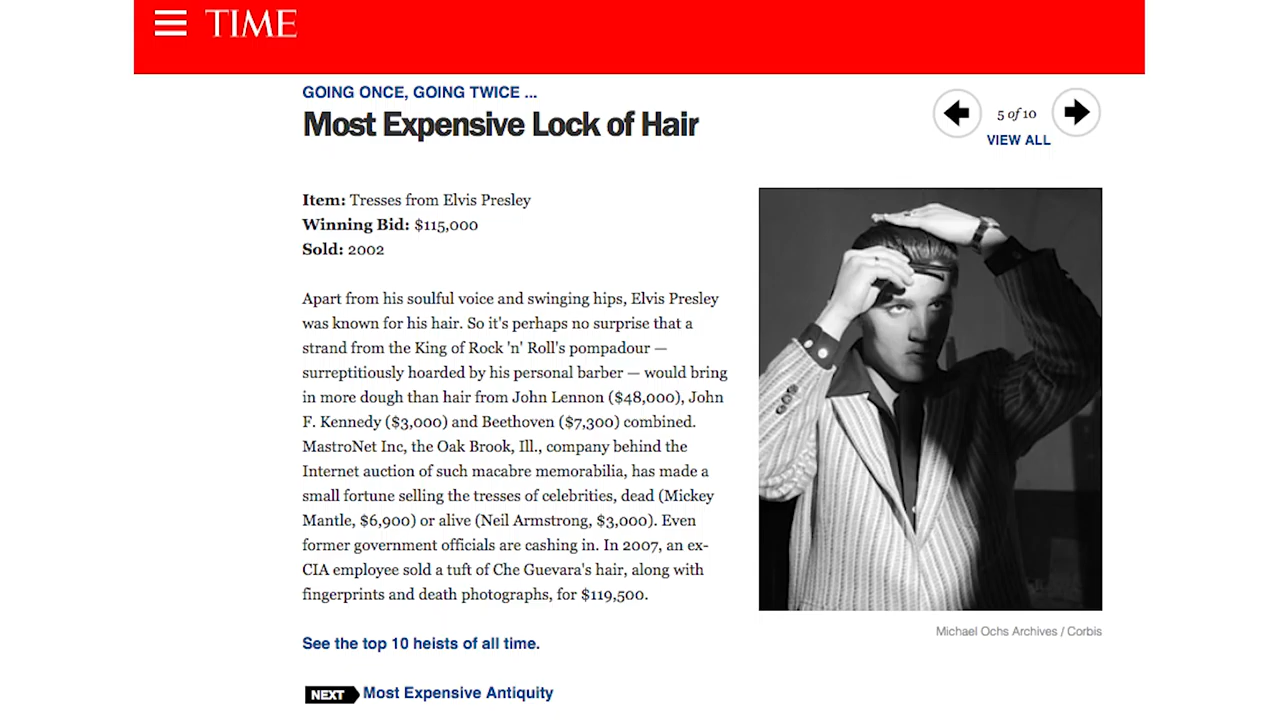 TIME
GOING ONCE, GOING TWICE ...
Most Expensive Lock of Hair
5 of 10
VIEW ALL
Item: Tresses from Elvis Presley
Winning Bid: $115,000
Sold: 2002
Apart from his soulful voice and swinging hips, Elvis Presley
was known for his hair. So it's perhaps no surprise that a
strand from the King of Rock 'n' Roll's pompadour —
surreptitiously hoarded by his personal barber — would bring
in more dough than hair from John Lennon ($48,000), John
F. Kennedy ($3,000) and Beethoven ($7,300) combined.
MastroNet Inc, the Oak Brook, Ill., company behind the
Internet auction of such macabre memorabilia, has made a
small fortune selling the tresses of celebrities, dead (Mickey
Mantle, $6,900) or alive (Neil Armstrong, $3,000). Even
former government officials are cashing in. In 2007, an ex-
CIA employee sold a tuft of Che Guevara's hair, along with
fingerprints and death photographs, for $119,500.
Michael Ochs Archives / Corbis
See the top 10 heists of all time.
NEXT Most Expensive Antiquity